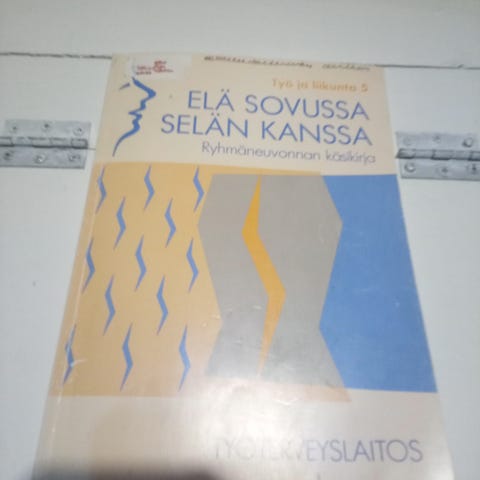 Työ ja liikunta 5
ELÄ SOVUSSA
SELÄN KANSSA
Ryhmäneuvonnan käsikirja
TYÖTERVEYSLAITOS